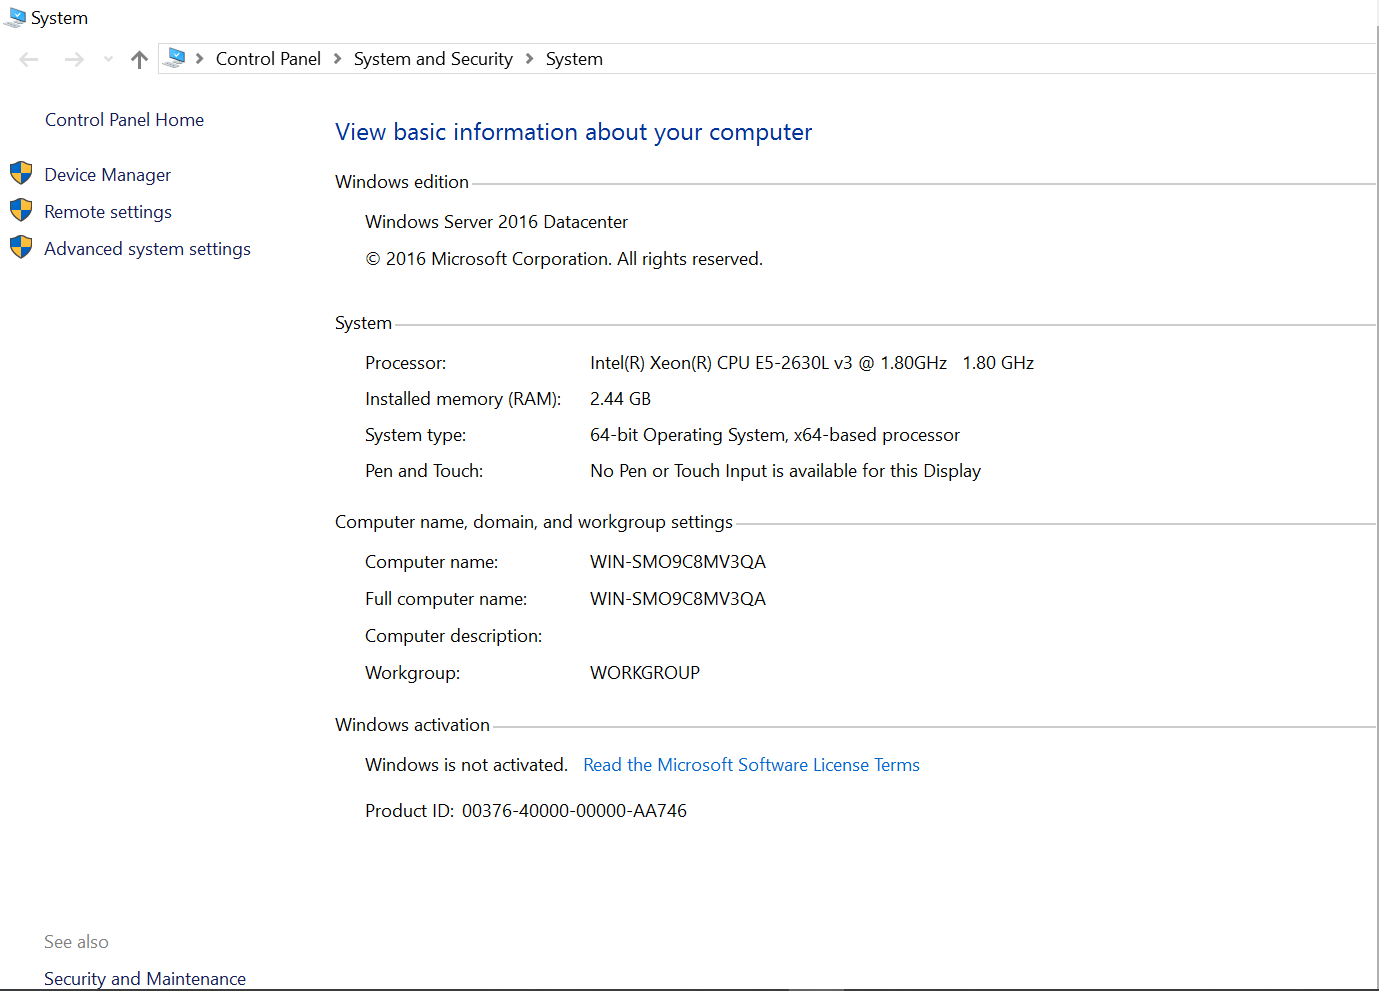 System
Control Panel > System and Security > System
Control Panel Home
Device Manager
Remote settings
Advanced system settings
View basic information about your computer
Windows edition
Windows Server 2016 Datacenter
© 2016 Microsoft Corporation. All rights reserved.
System
Processor: Intel(R) Xeon(R) CPU E5-2630L v3 @ 1.80GHz 1.80 GHz
Installed memory (RAM): 2.44 GB
System type: 64-bit Operating System, x64-based processor
Pen and Touch: No Pen or Touch Input is available for this Display
Computer name, domain, and workgroup settings
Computer name: WIN-SMO9C8MV3QA
Full computer name: WIN-SMO9C8MV3QA
Computer description:
Workgroup: WORKGROUP
Windows activation
Windows is not activated. Read the Microsoft Software License Terms
Product ID: 00376-40000-00000-AA746
See also
Security and Maintenance